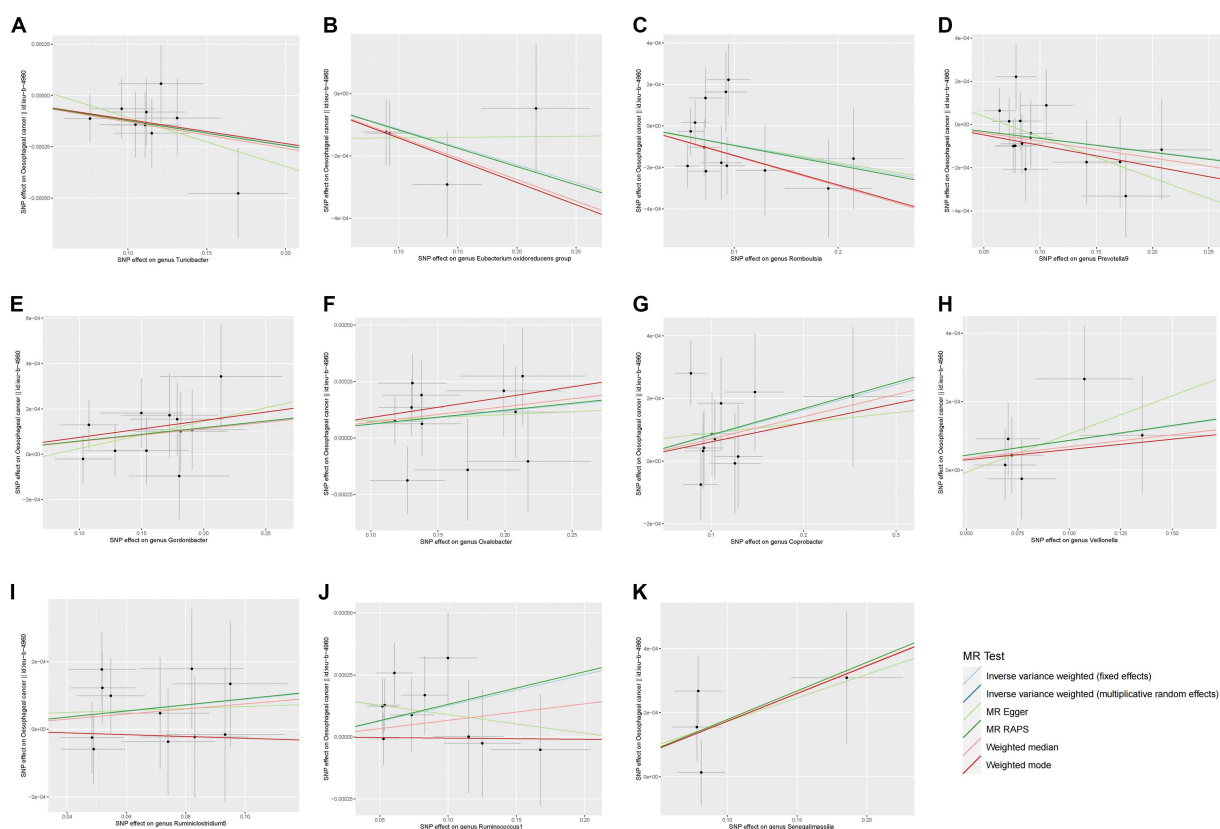 A
SNP effect on Oesophageal cancer || id:ieu-b-4960
0.00025
0.00000
-0.00025
-0.00050
0.10
0.15
0.20
SNP effect on genus Turicibacter
B
SNP effect on Oesophageal cancer || id:ieu-b-4960
0e+00
-2e-04
-4e-04
0.10
0.15
0.20
0.25
SNP effect on genus Eubacterium oxidoreducens group
C
SNP effect on Oesophageal cancer || id:ieu-b-4960
4e-04
2e-04
0e+00
-2e-04
-4e-04
0.1
0.2
SNP effect on genus Romboutsia
D
SNP effect on Oesophageal cancer || id:ieu-b-4960
4e-04
2e-04
0e+00
-2e-04
-4e-04
0.05
0.10
0.15
0.20
0.25
SNP effect on genus Prevotella9
E
SNP effect on Oesophageal cancer || id:ieu-b-4960
6e-04
4e-04
2e-04
0e+00
-2e-04
0.10
0.15
0.20
0.25
SNP effect on genus Gordonibacter
F
SNP effect on Oesophageal cancer || id:ieu-b-4960
0.00050
0.00025
0.00000
-0.00025
0.10
0.15
0.20
0.25
SNP effect on genus Oxalobacter
G
SNP effect on Oesophageal cancer || id:ieu-b-4960
4e-04
2e-04
0e+00
-2e-04
0.1
0.2
0.3
SNP effect on genus Coprobacter
H
SNP effect on Oesophageal cancer || id:ieu-b-4960
4e-04
2e-04
0e+00
0.050
0.075
0.100
0.125
0.150
SNP effect on genus Veillonella
I
SNP effect on Oesophageal cancer || id:ieu-b-4960
2e-04
0e+00
-2e-04
0.04
0.06
0.08
0.10
SNP effect on genus Ruminiclostridium5
J
SNP effect on Oesophageal cancer || id:ieu-b-4960
0.00050
0.00025
0.00000
-0.00025
0.05
0.10
0.15
0.20
SNP effect on genus Ruminococcus1
K
SNP effect on Oesophageal cancer || id:ieu-b-4960
4e-04
2e-04
0e+00
0.10
0.15
0.20
SNP effect on genus Senegalimassilia
MR Test
Inverse variance weighted (fixed effects)
Inverse variance weighted (multiplicative random effects)
MR Egger
MR RAPS
Weighted median
Weighted mode